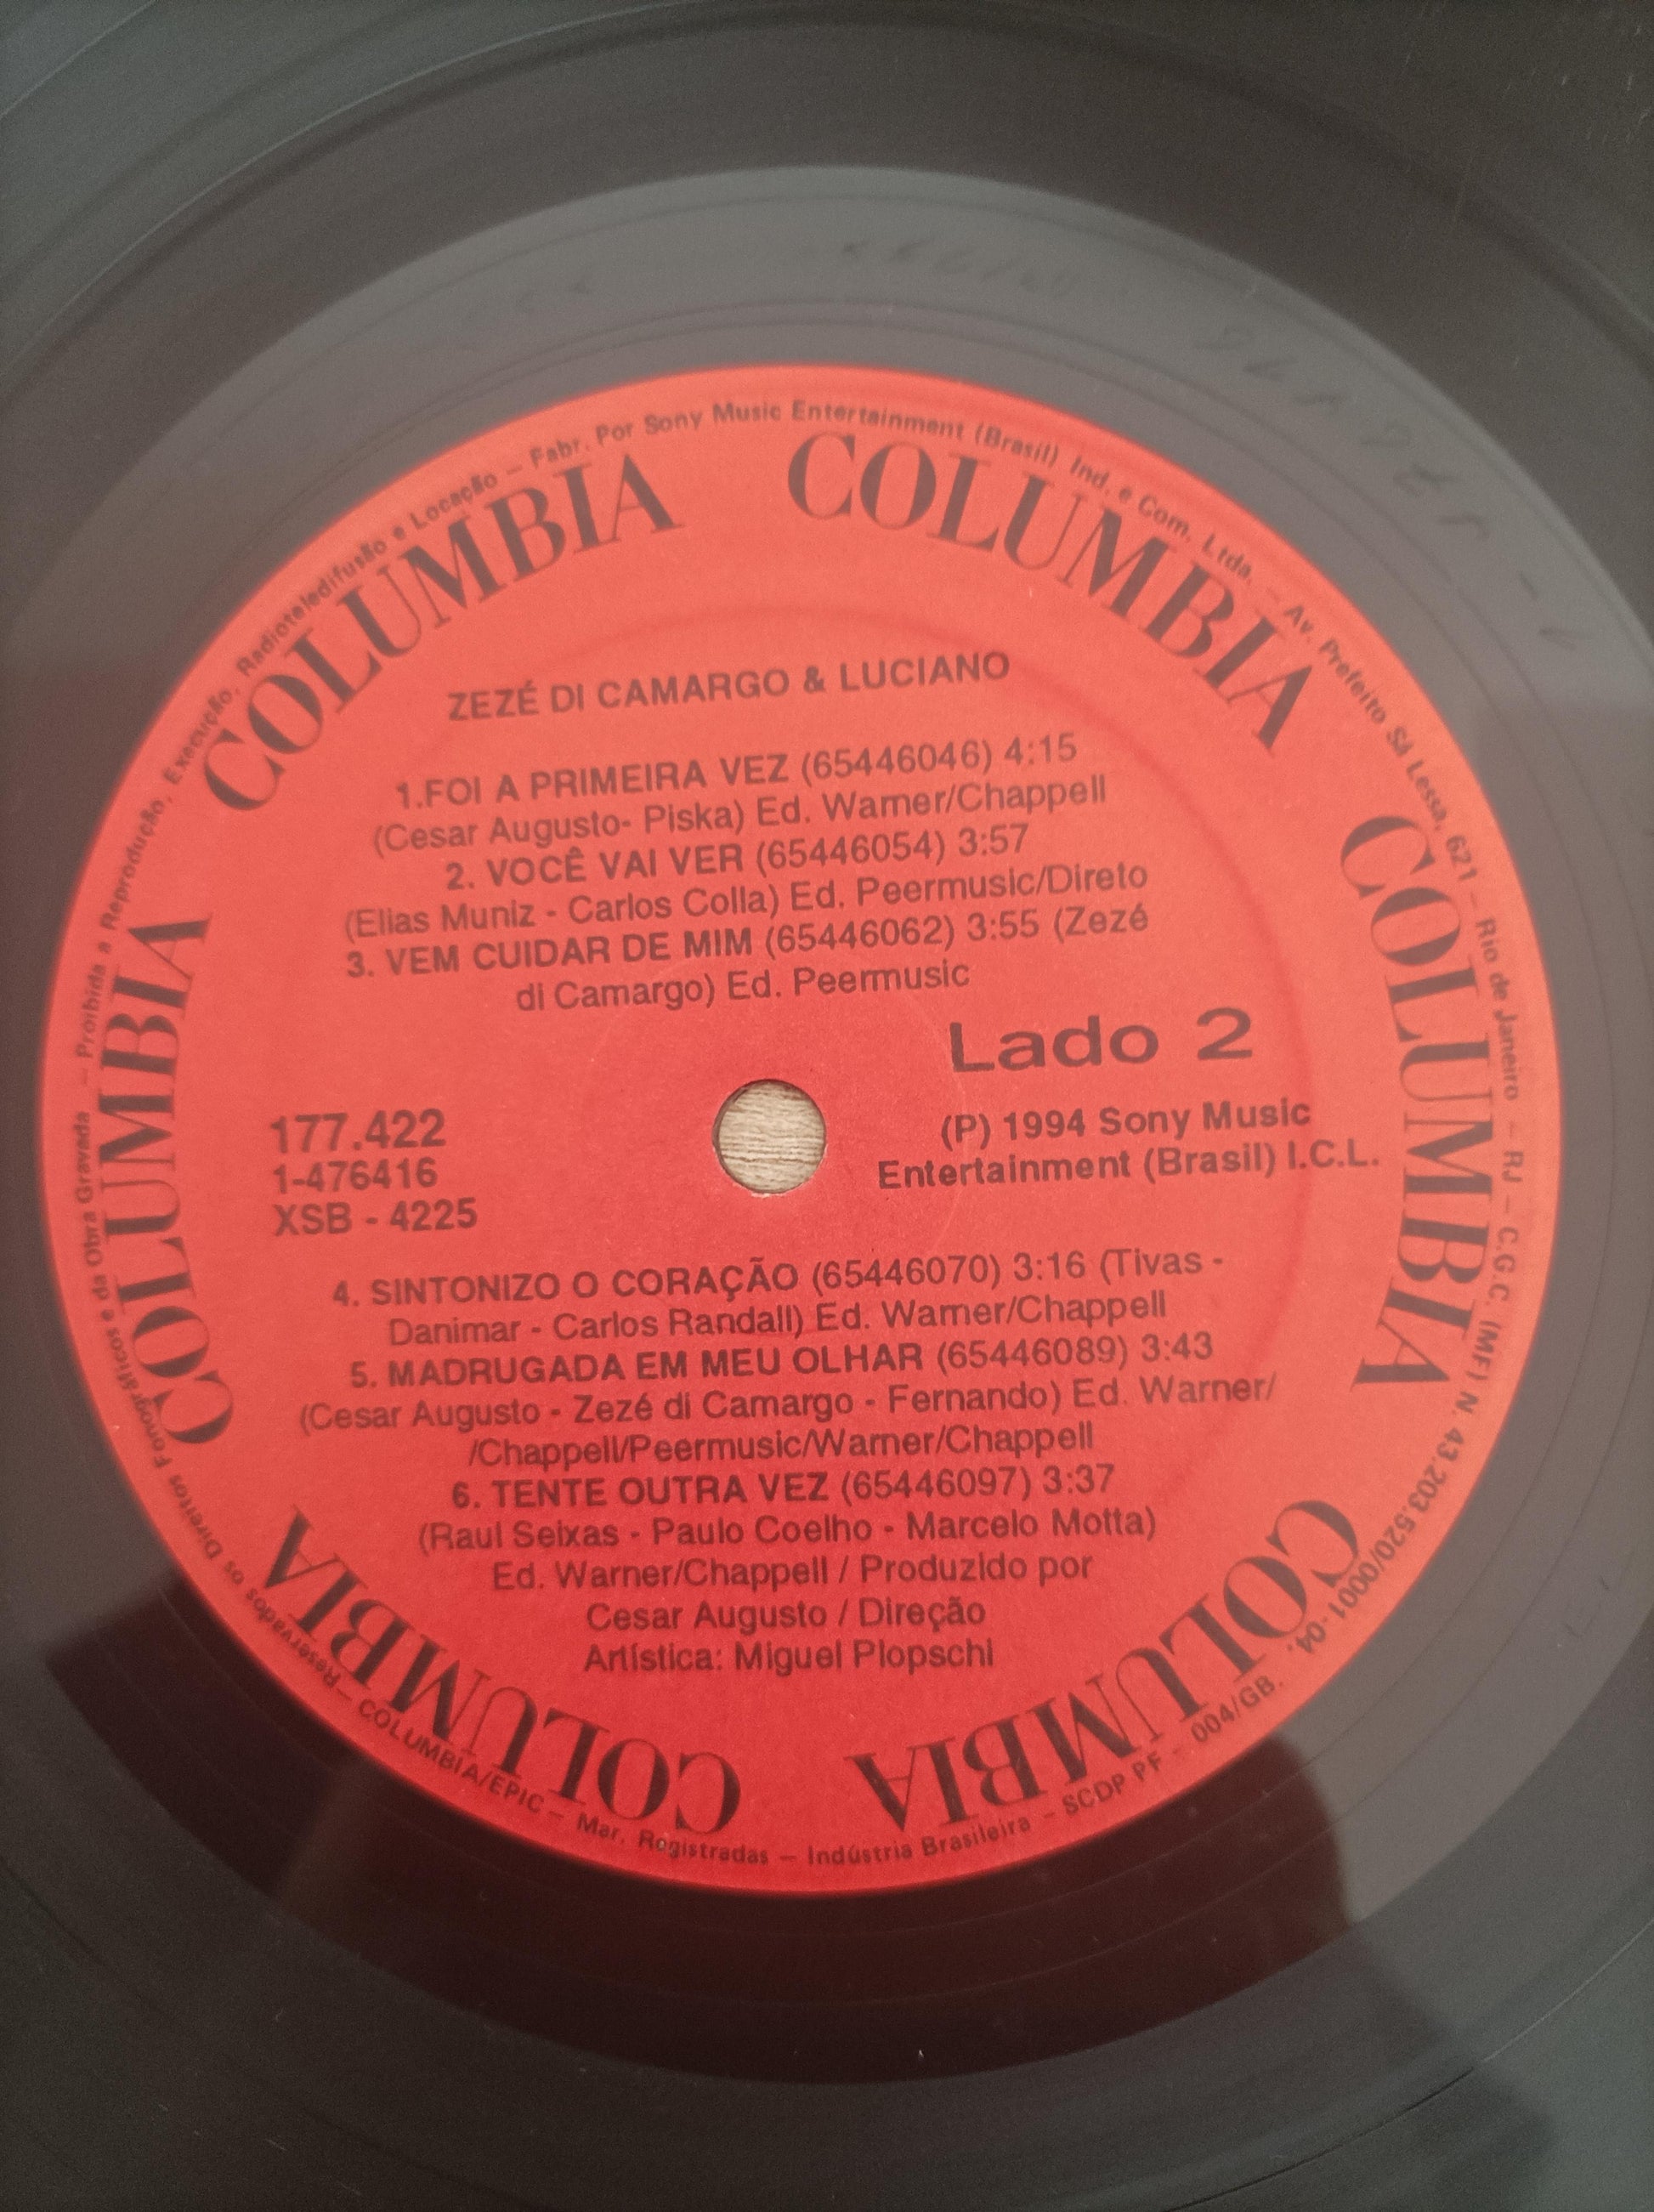 ZEZÉ DI CAMARGO & LUCIANO
1.FOI A PRIMEIRA VEZ (65446046) 4:15
(Cesar Augusto- Piska) Ed. Warner/Chappell
2. VOCÊ VAI VER (65446054) 3:57
(Elias Muniz - Carlos Colla) Ed. Peermusic/Direto
3. VEM CUIDAR DE MIM (65446062) 3:55 (Zezé
di Camargo) Ed. Peermusic
Lado 2
177.422
1-476416
XSB - 4225
(P) 1994 Sony Music
Entertainment (Brasil) I.C.L.
4. SINTONIZO O CORAÇÃO (65446070) 3:16 (Tivas -
Danimar - Carlos Randall) Ed. Warner/Chappell
5. MADRUGADA EM MEU OLHAR (65446089) 3:43
(Cesar Augusto - Zezé di Camargo - Fernando) Ed. Warner/
/Chappell/Peermusic/Warner/Chappell
6. TENTE OUTRA VEZ (65446097) 3:37
(Raul Seixas - Paulo Coelho - Marcelo Motta)
Ed. Warner/Chappell / Produzido por
Cesar Augusto / Direção
Artística: Miguel Plopschi
COLUMBIA
COLUMBIA
COLUMBIA
COLUMBIA
COLUMBIA
COLUMBIA
COLUMBIA – COLUMBIA/EPIC – Mar. Registradas – Indústria Brasileira – SCDP PF - 004/GB.
Reservados os Direitos Fonográficos e da Obra Gravada – Proibida a Reprodução, Execução, Radioteledifusão e Locação – Fabr. Por Sony Music Entertainment (Brasil) Ind. e Com. Ltda. – Av. Prefeito Sá Lessa, 621 – Rio de Janeiro – RJ – C.G.C. (MF) N. 43.203.520/0001-04.